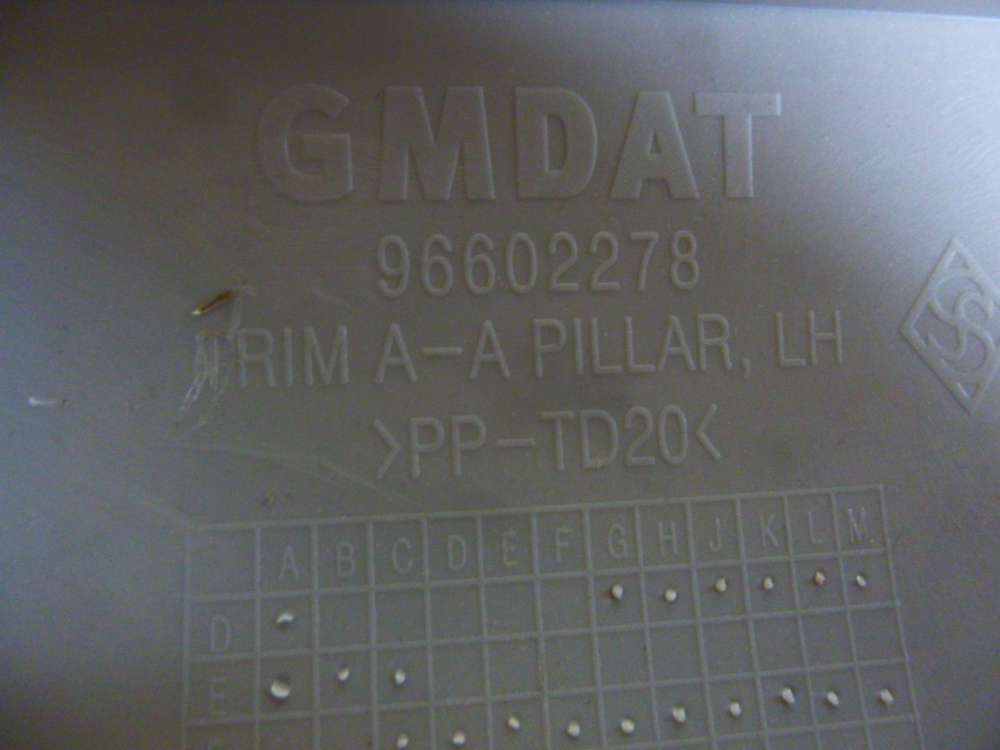 GMDAT
96602278
TRIM A-A PILLAR, LH
>PP-TD20<
A B C D E F G H J K L M
D
E